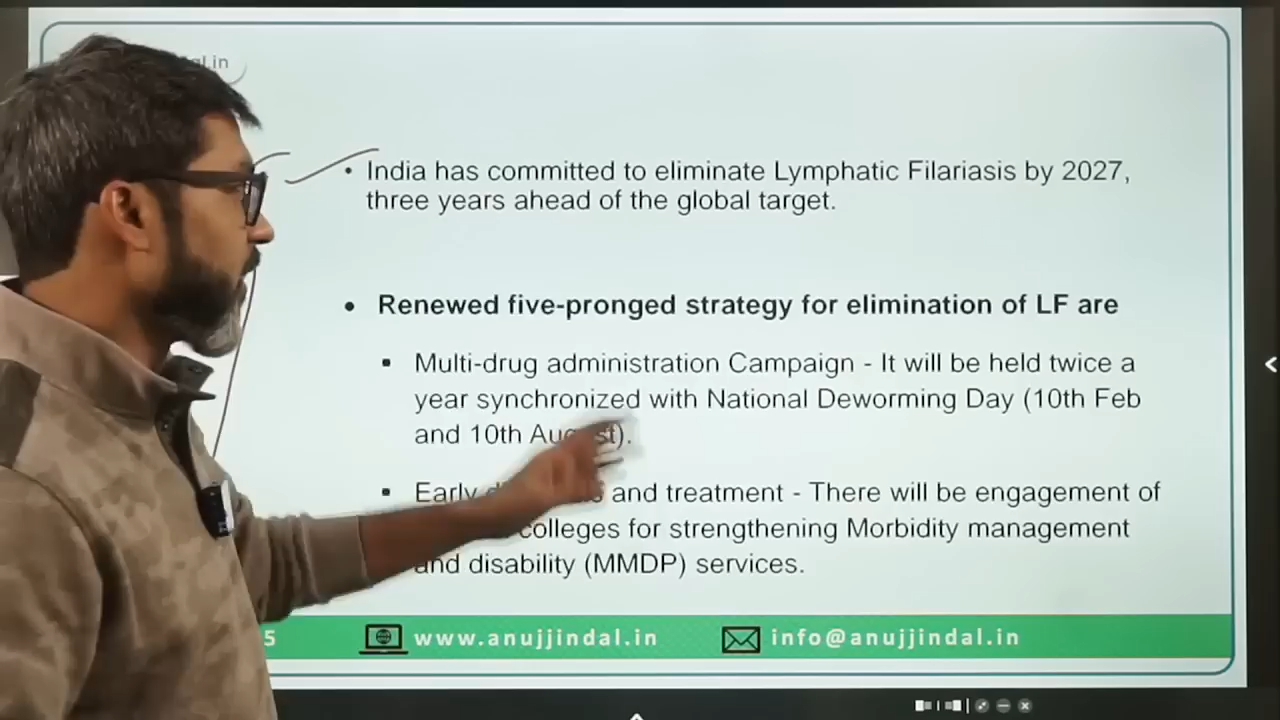 al.in
• India has committed to eliminate Lymphatic Filariasis by 2027,
three years ahead of the global target.
• Renewed five-pronged strategy for elimination of LF are
▪ Multi-drug administration Campaign - It will be held twice a
year synchronized with National Deworming Day (10th Feb
and 10th August).
▪ Early and treatment - There will be engagement of
colleges for strengthening Morbidity management
and disability (MMDP) services.
5 www.anujjindal.in info@anujjindal.in